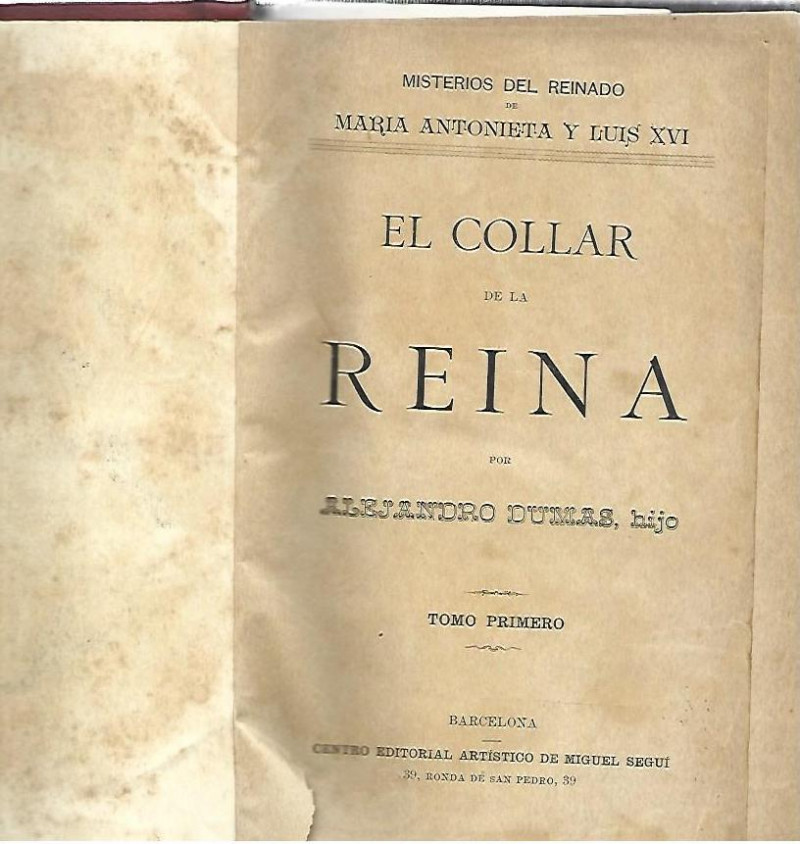 MISTERIOS DEL REINADO
DE
MARIA ANTONIETA Y LUIS XVI
EL COLLAR
DE LA
REINA
POR
ALEJANDRO DUMAS, hijo
TOMO PRIMERO
BARCELONA
CENTRO EDITORIAL ARTÍSTICO DE MIGUEL SEGUÍ
39, RONDA DE SAN PEDRO, 39